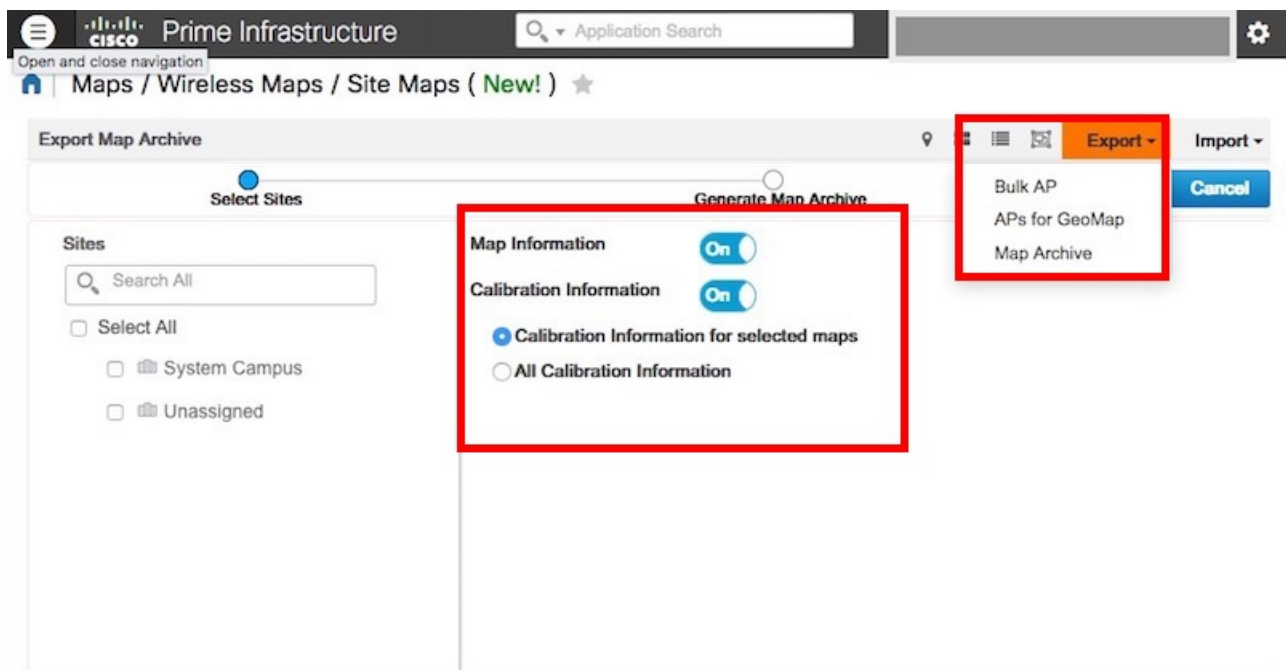 CISCO Prime Infrastructure Application Search
Open and close navigation
Maps / Wireless Maps / Site Maps ( New! )
Export Map Archive Export Import
Select Sites Generate Map Archive Cancel
Bulk AP
APs for GeoMap
Map Archive
Sites
Search All
Select All
System Campus
Unassigned
Map Information On
Calibration Information On
Calibration Information for selected maps
All Calibration Information